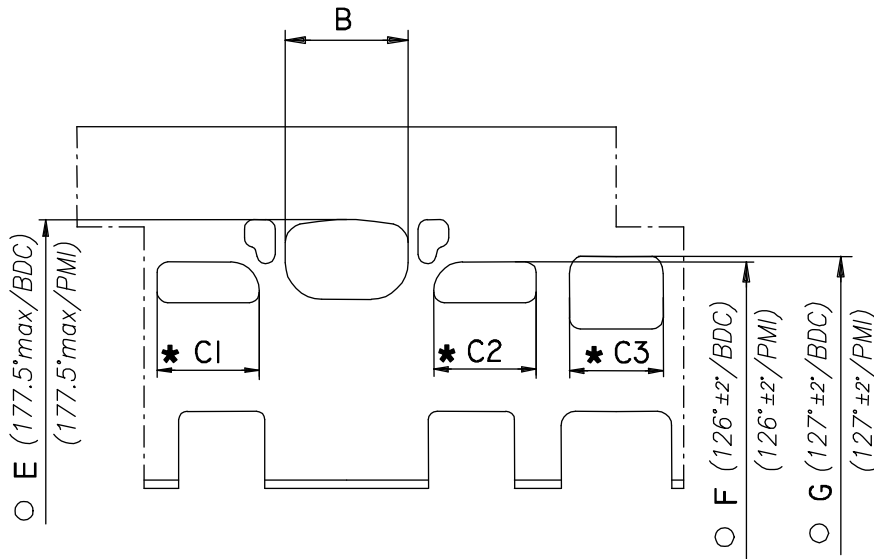 B
* C1
* C2
* C3
○ E (177.5°max/BDC)
(177.5°max/PMI)
○ F (126°±2°/BDC)
(126°±2°/PMI)
○ G (127°±2°/BDC)
(127°±2°/PMI)